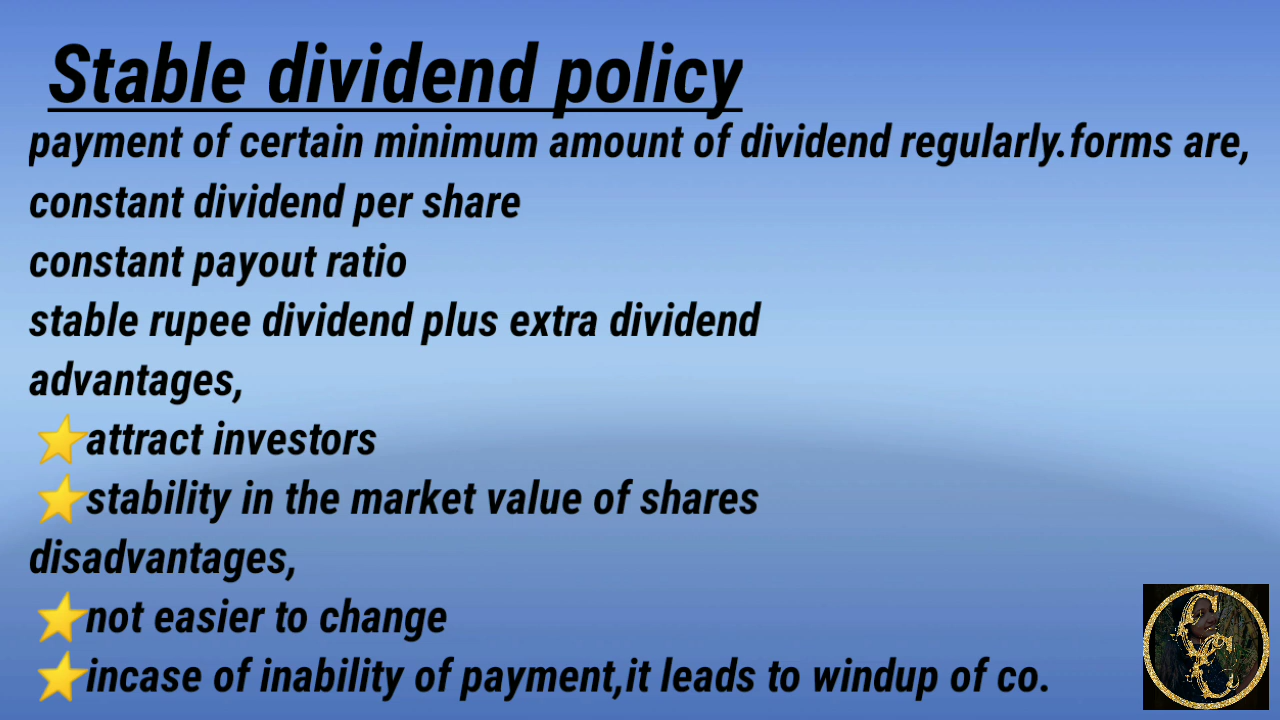 Stable dividend policy
payment of certain minimum amount of dividend regularly.forms are,
constant dividend per share
constant payout ratio
stable rupee dividend plus extra dividend
advantages,
⭐attract investors
⭐stability in the market value of shares
disadvantages,
⭐not easier to change
⭐incase of inability of payment,it leads to windup of co.